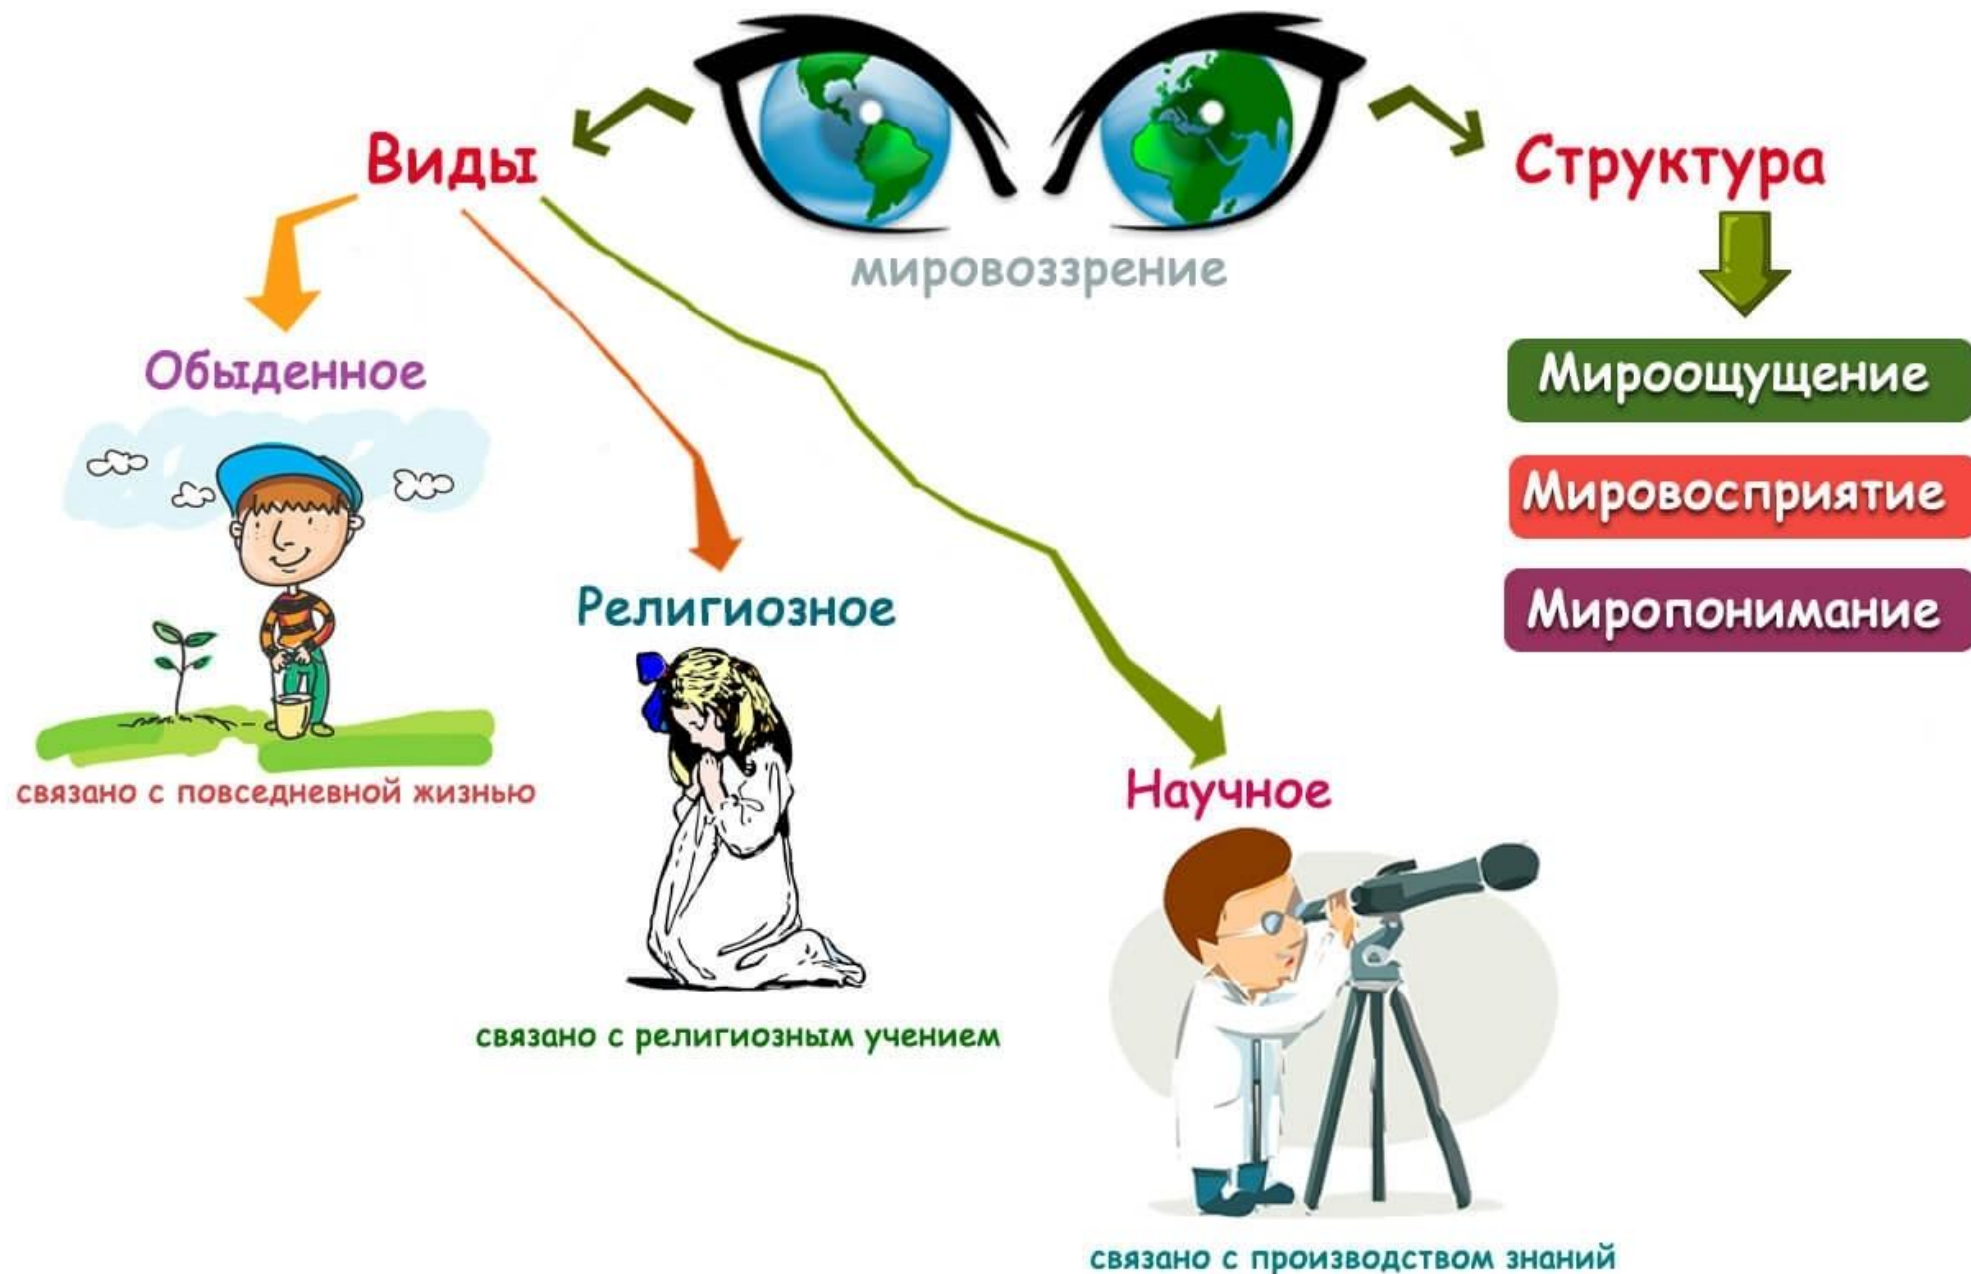 Виды
Структура
мировоззрение
Обыденное
Мироощущение
Мировосприятие
Религиозное
Миропонимание
связано с повседневной жизнью
Научное
связано с религиозным учением
связано с производством знаний